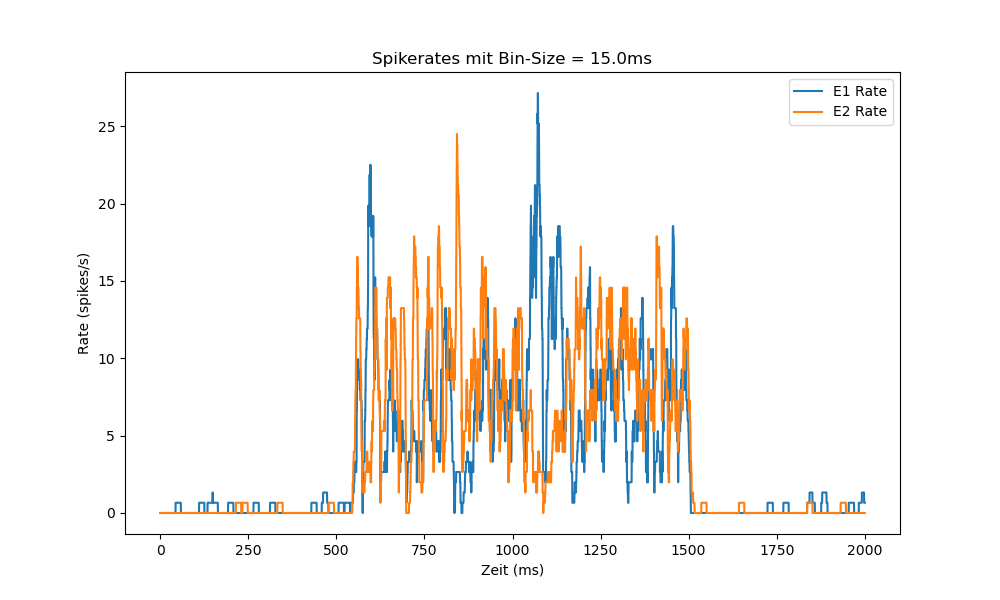 Spikerates mit Bin-Size = 15.0ms
E1 Rate
E2 Rate
25
20
15
10
5
0
Rate (spikes/s)
0 250 500 750 1000 1250 1500 1750 2000
Zeit (ms)